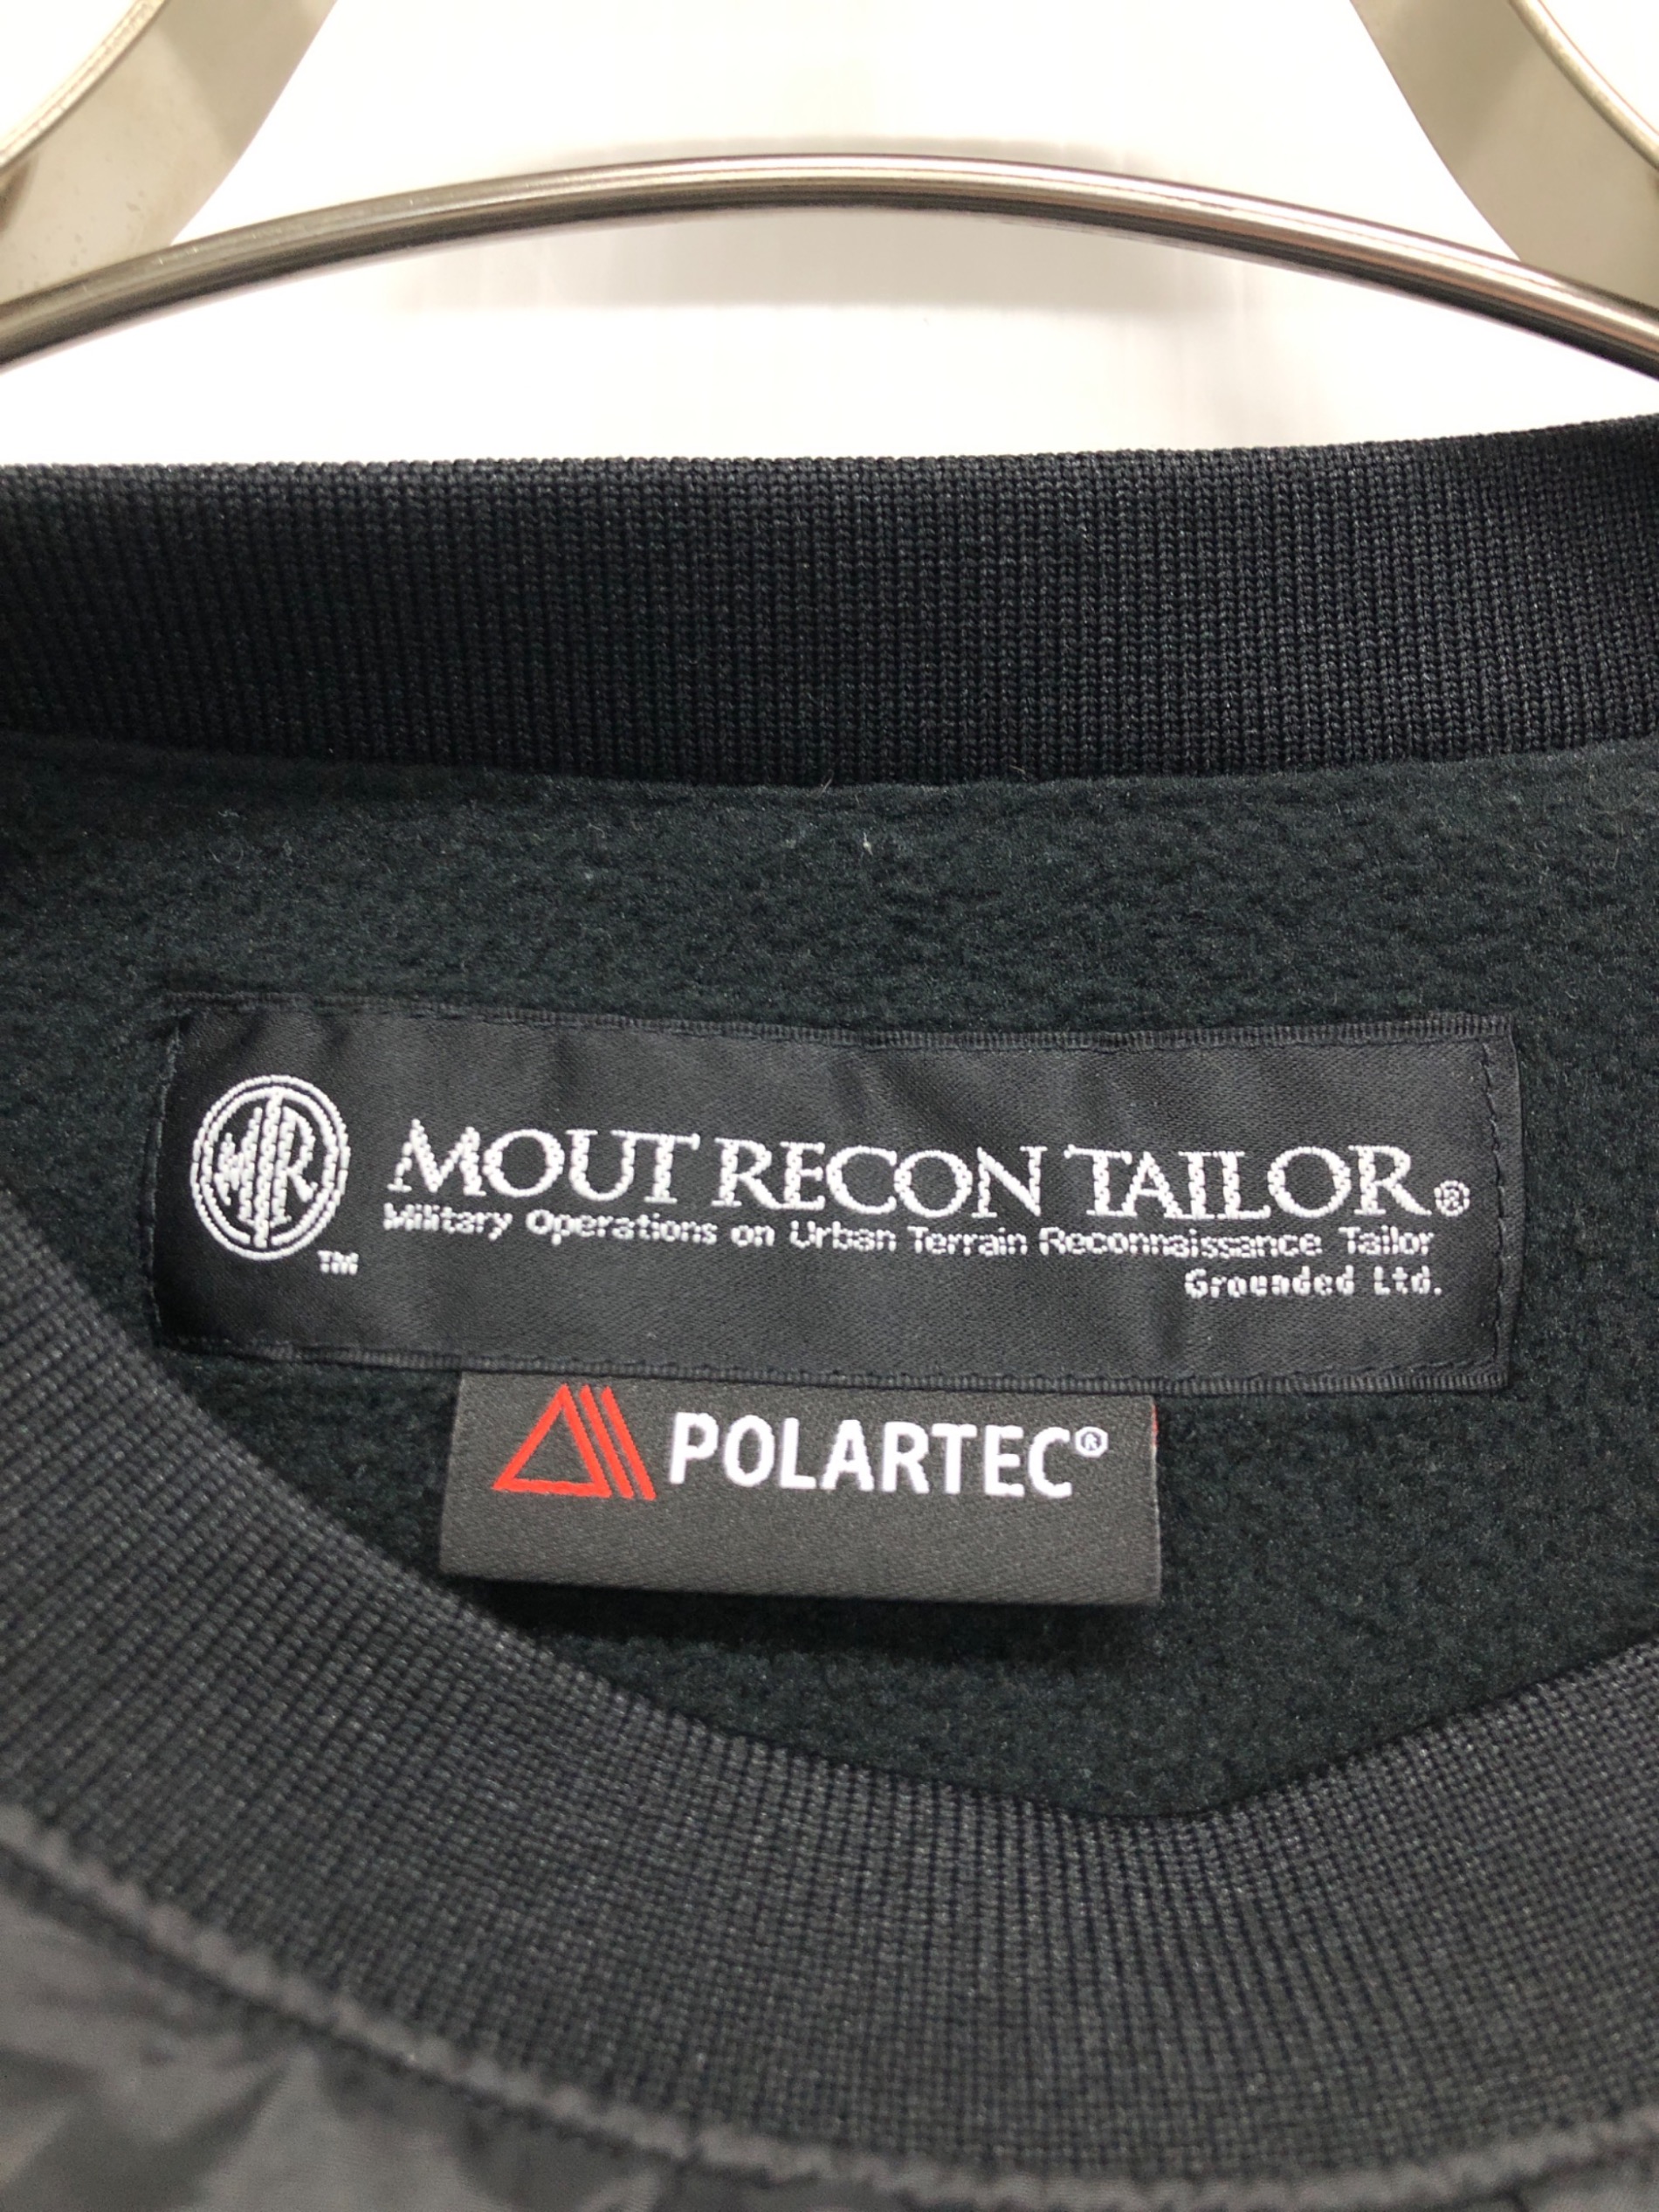 MR
TM
MOUT RECON TAILOR®
Military Operations on Urban Terrain Reconnaissance Tailor
Grounded Ltd.
POLARTEC®